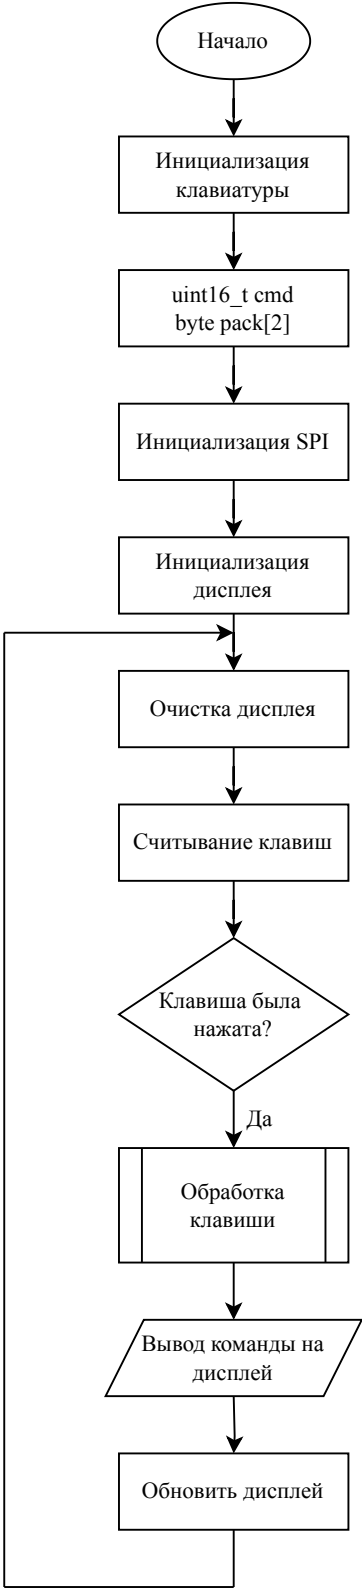 Начало
Инициализация
клавиатуры
uint16_t cmd
byte pack[2]
Инициализация SPI
Инициализация
дисплея
Очистка дисплея
Считывание клавиш
Клавиша была
нажата?
Да
Обработка
клавиши
Вывод команды на
дисплей
Обновить дисплей